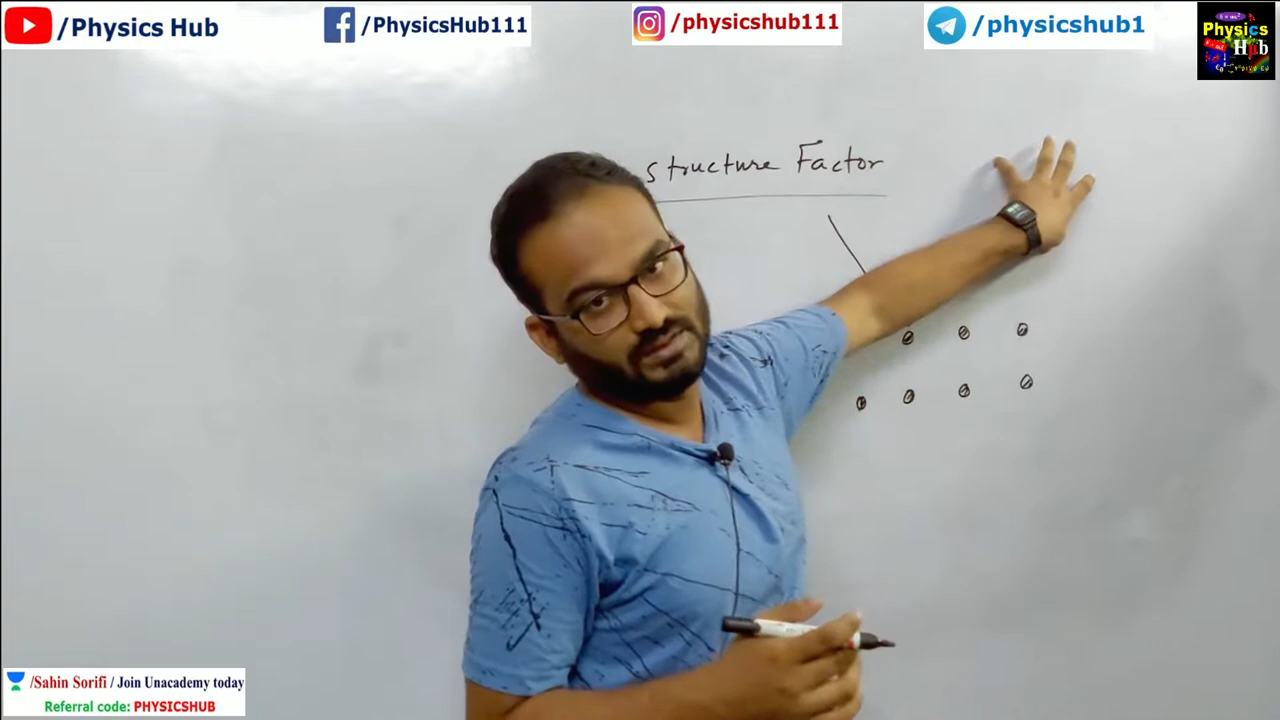 /Physics Hub
/PhysicsHub111
/physicshub111
/physicshub1
Physics
Hub
structure Factor
/Sahin Sorifi / Join Unacademy today
Referral code: PHYSICSHUB